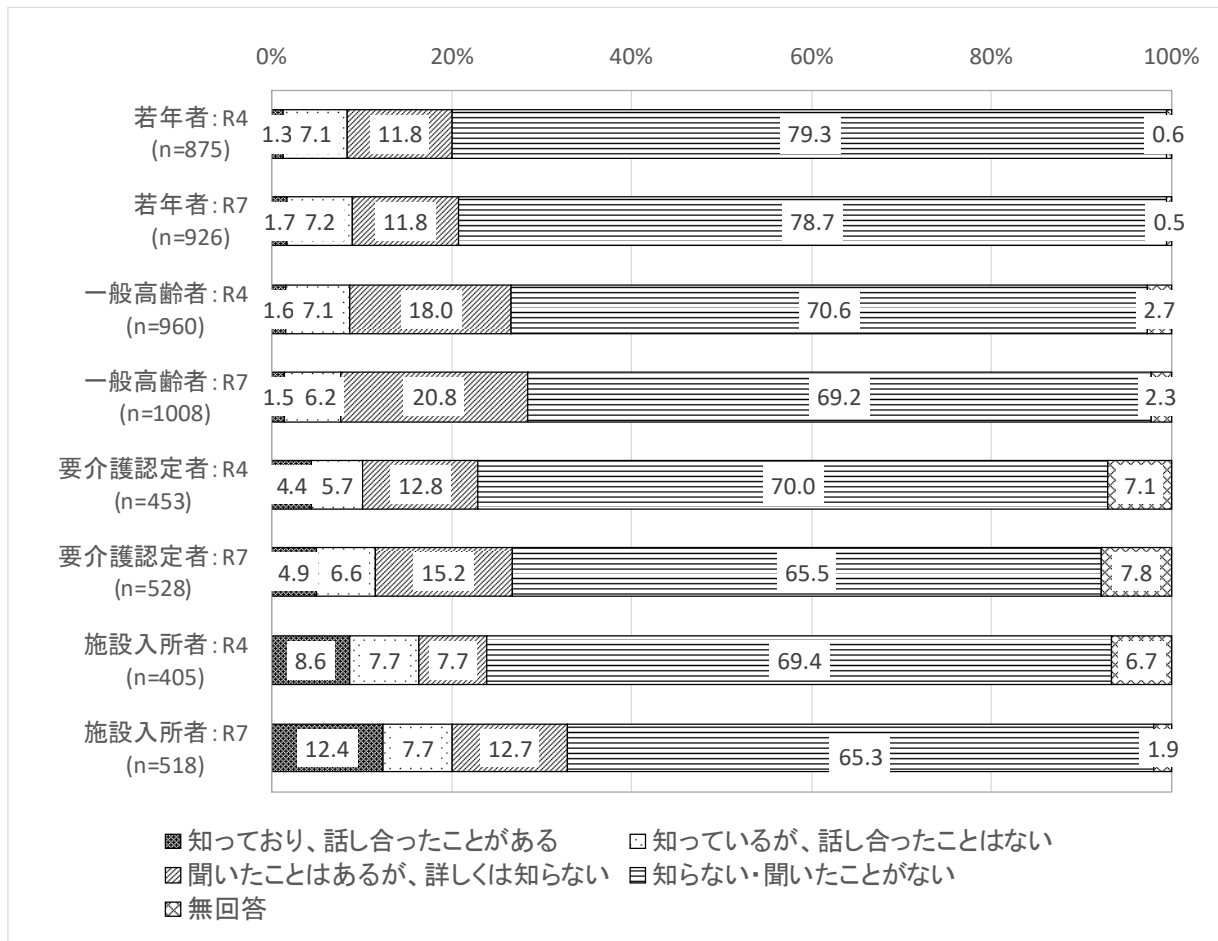 0% 20% 40% 60% 80% 100%
若年者：R4
(n=875)
1.3 7.1 11.8 79.3 0.6
若年者：R7
(n=926)
1.7 7.2 11.8 78.7 0.5
一般高齢者：R4
(n=960)
1.6 7.1 18.0 70.6 2.7
一般高齢者：R7
(n=1008)
1.5 6.2 20.8 69.2 2.3
要介護認定者：R4
(n=453)
4.4 5.7 12.8 70.0 7.1
要介護認定者：R7
(n=528)
4.9 6.6 15.2 65.5 7.8
施設入所者：R4
(n=405)
8.6 7.7 7.7 69.4 6.7
施設入所者：R7
(n=518)
12.4 7.7 12.7 65.3 1.9
知っており、話し合ったことがある 知っているが、話し合ったことはない
聞いたことはあるが、詳しくは知らない 知らない・聞いたことがない
無回答